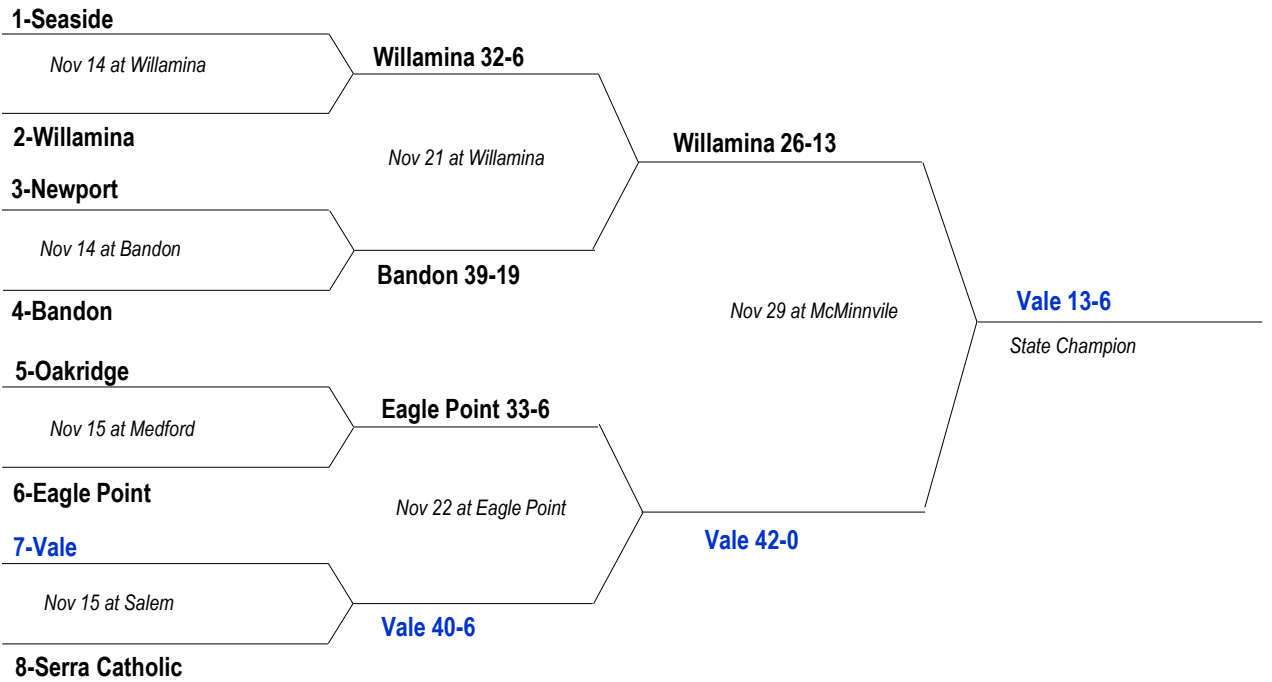 1-Seaside
Nov 14 at Willamina
Willamina 32-6
2-Willamina
Nov 21 at Willamina
Willamina 26-13
3-Newport
Nov 14 at Bandon
Bandon 39-19
4-Bandon
Nov 29 at McMinnvile
Vale 13-6
State Champion
5-Oakridge
Nov 15 at Medford
Eagle Point 33-6
6-Eagle Point
Nov 22 at Eagle Point
Vale 42-0
7-Vale
Nov 15 at Salem
Vale 40-6
8-Serra Catholic